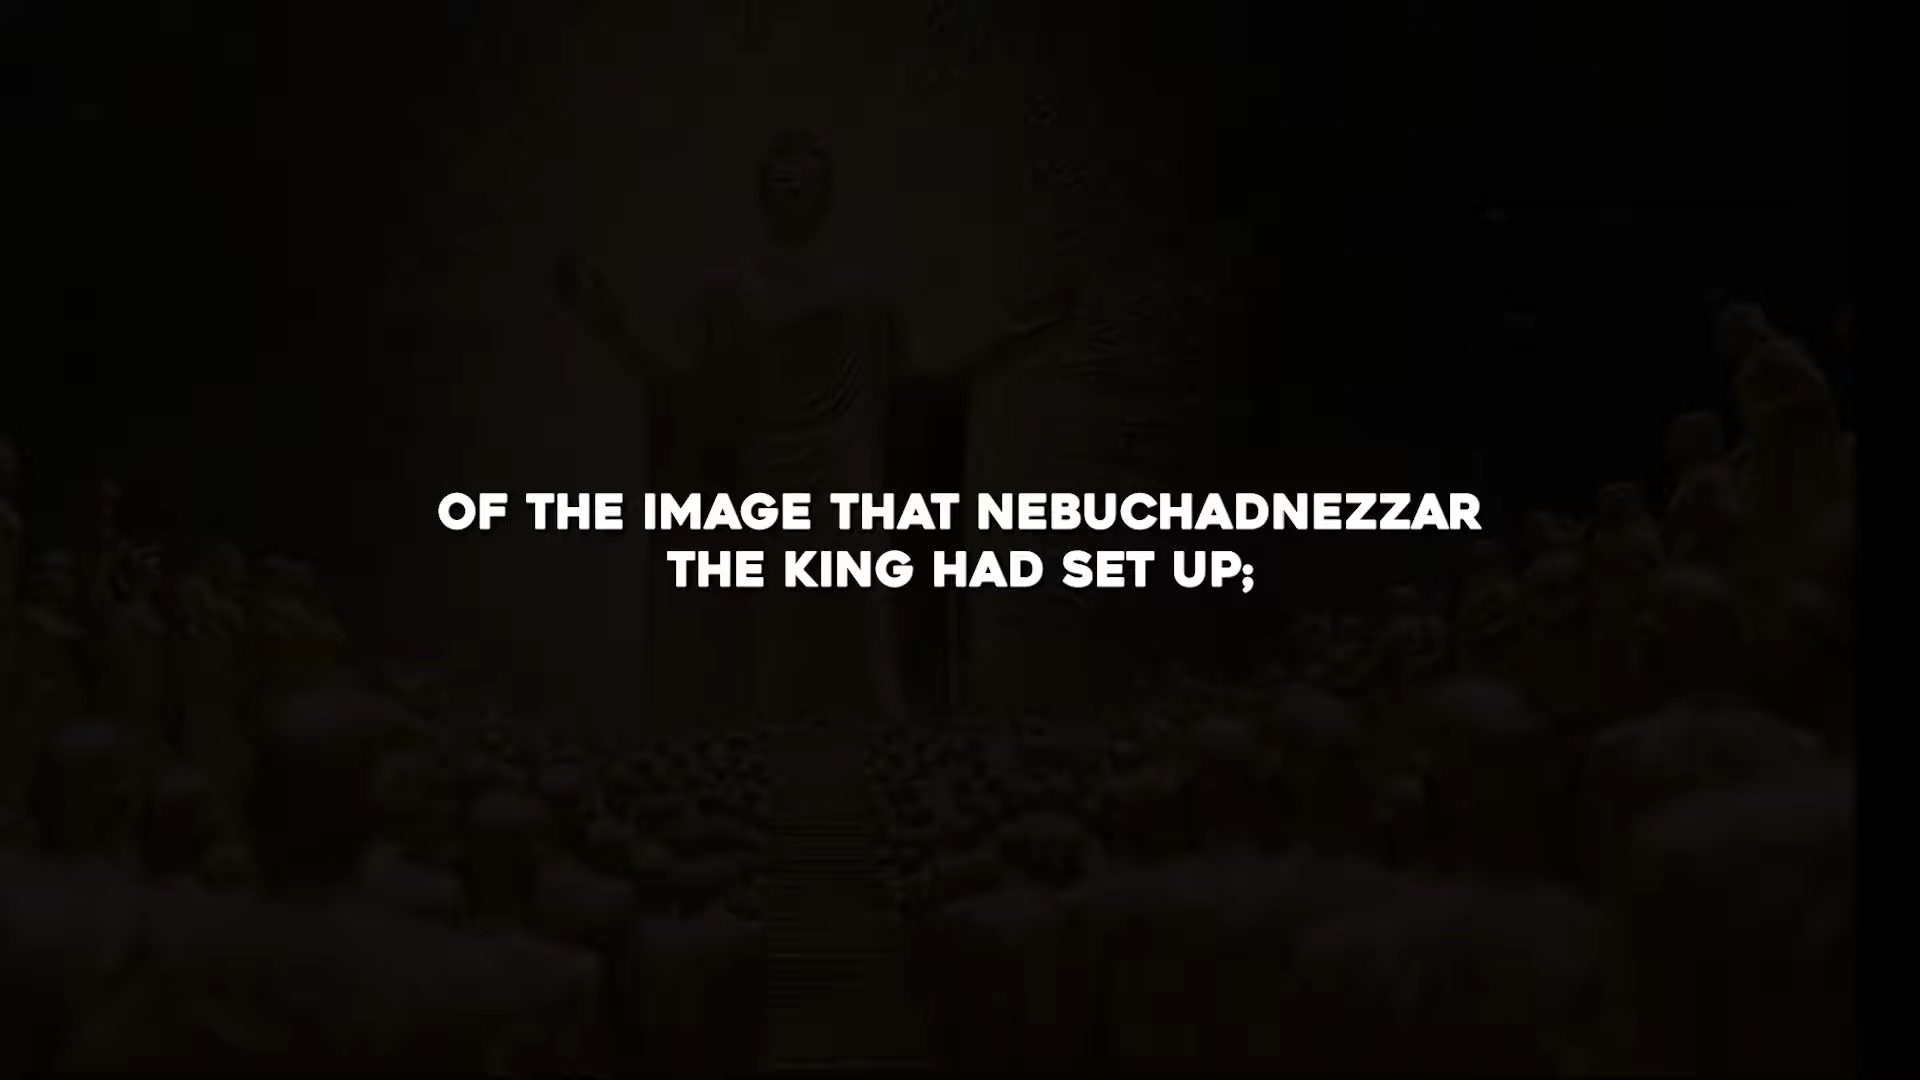 OF THE IMAGE THAT NEBUCHADNEZZAR
THE KING HAD SET UP;